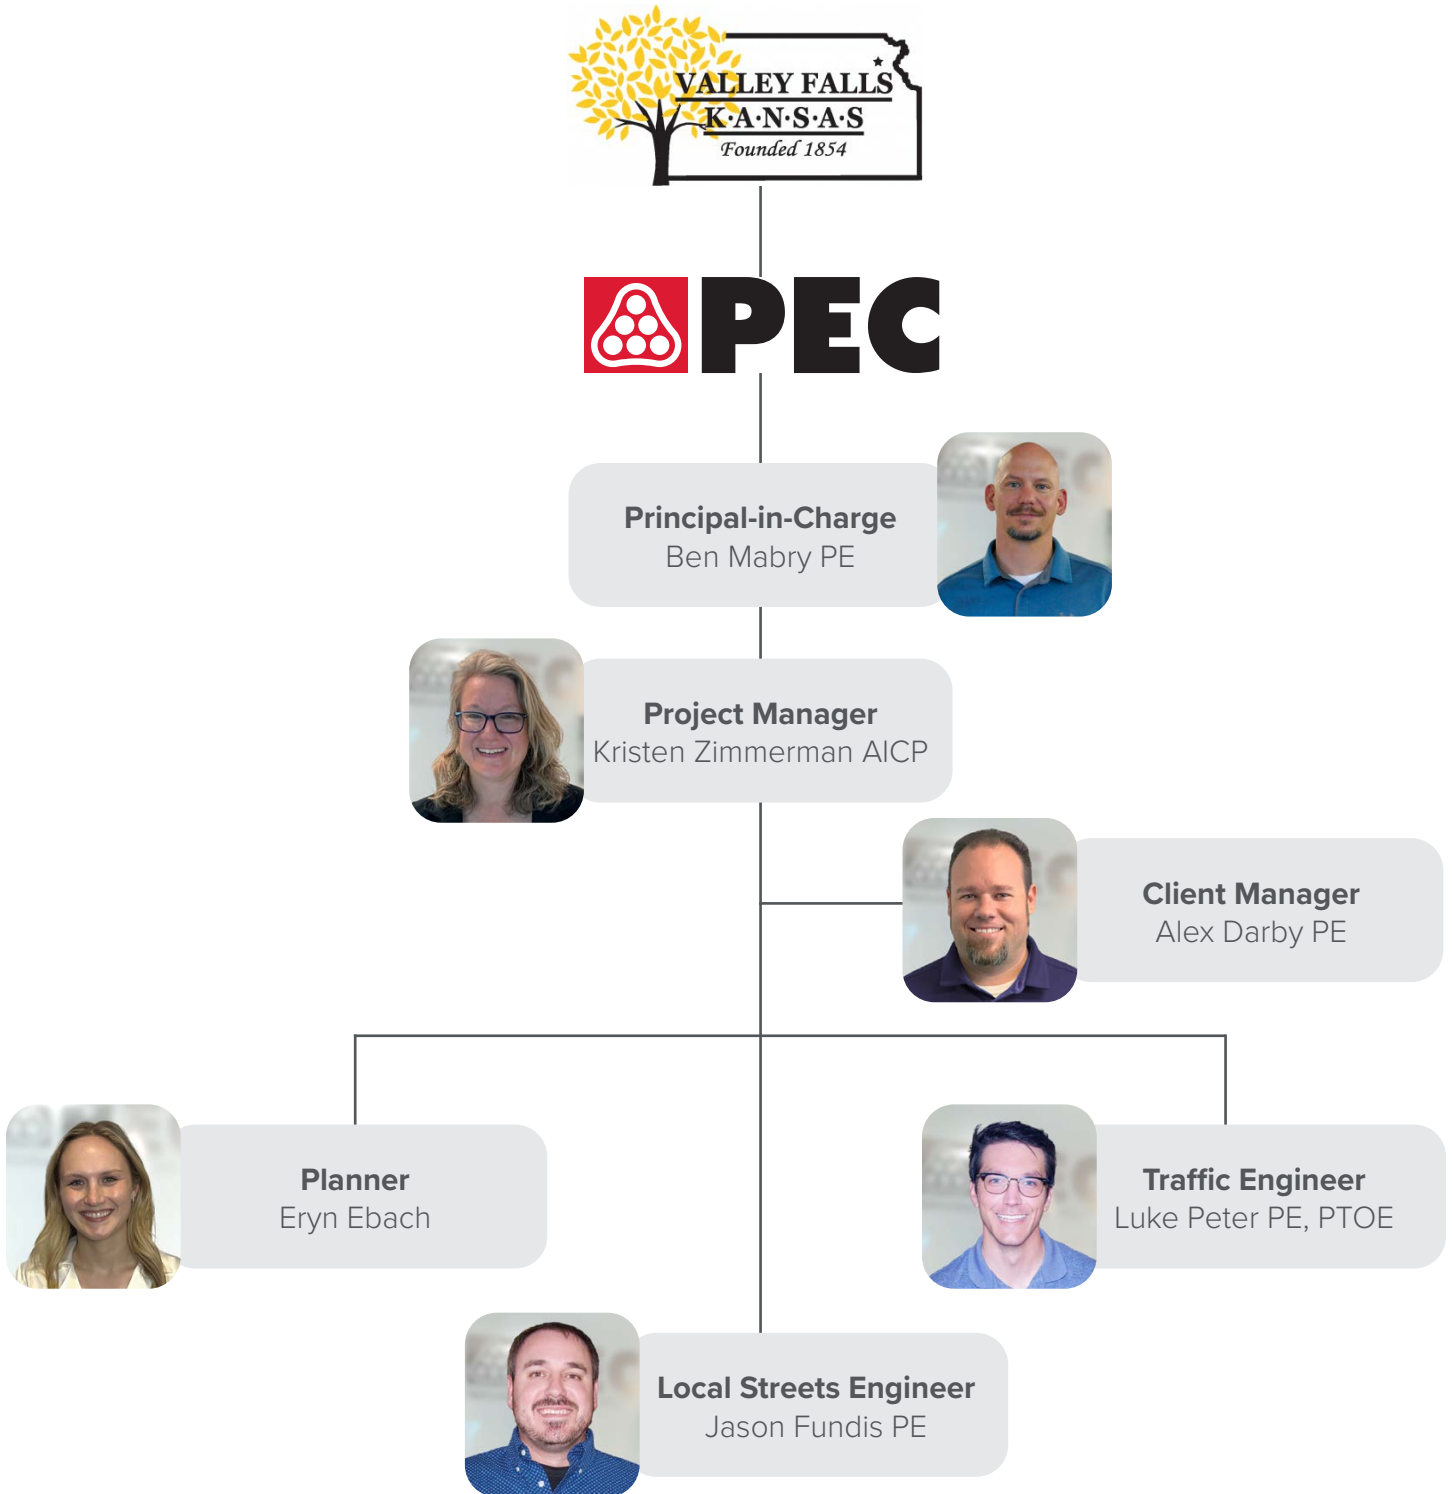 VALLEY FALLS
K·A·N·S·A·S
Founded 1854
PEC
Principal-in-Charge
Ben Mabry PE
Project Manager
Kristen Zimmerman AICP
Client Manager
Alex Darby PE
Planner
Eryn Ebach
Traffic Engineer
Luke Peter PE, PTOE
Local Streets Engineer
Jason Fundis PE